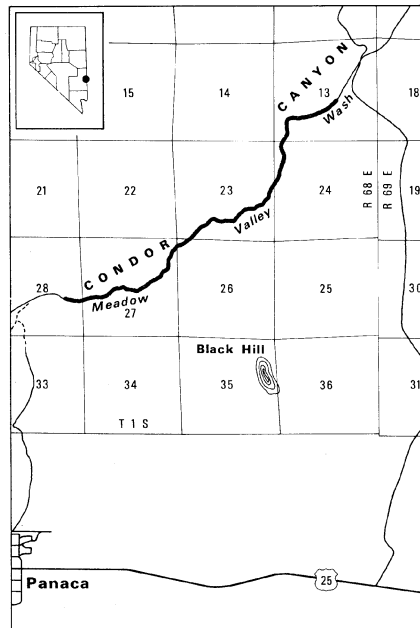 15
14
13
18
CANYON
Wash
21
22
23
24
R 68 E
R 69 E
19
Valley
CONDOR
28
Meadow
27
26
25
30
Black Hill
33
34
35
36
31
T 1 S
25
Panaca